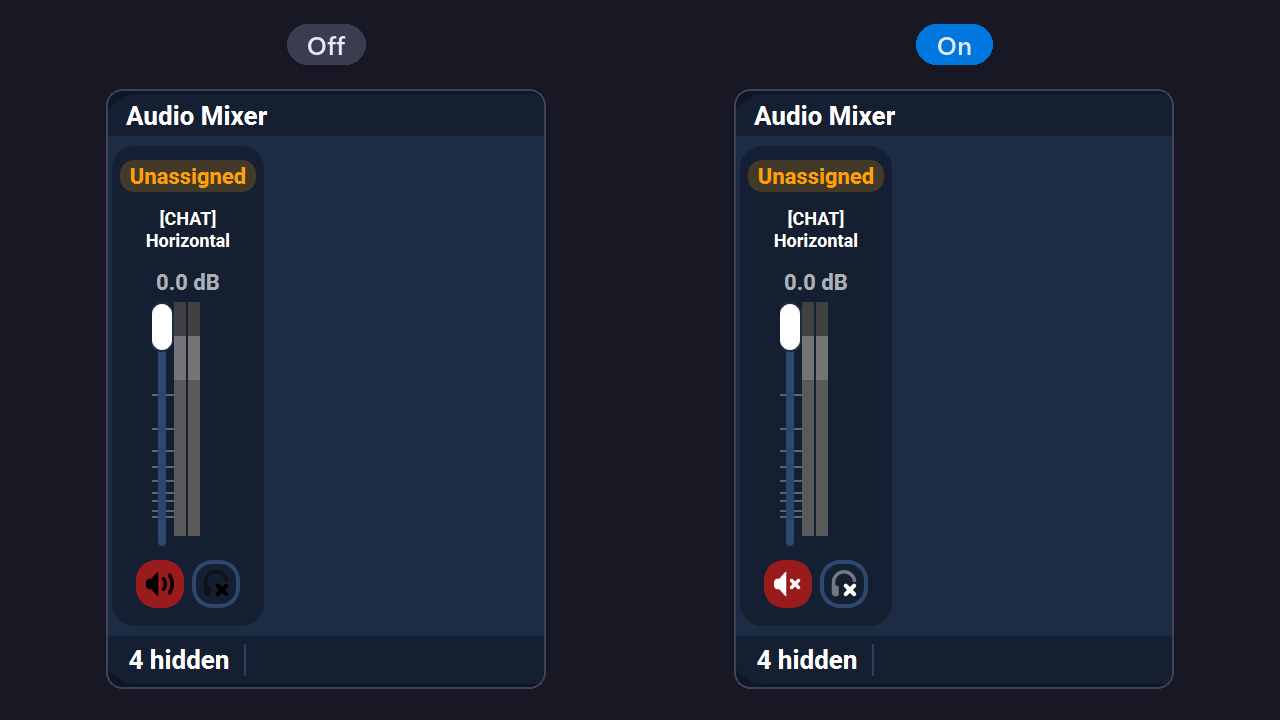 Off
Audio Mixer
Unassigned
[CHAT]
Horizontal
0.0 dB
4 hidden
On
Audio Mixer
Unassigned
[CHAT]
Horizontal
0.0 dB
4 hidden